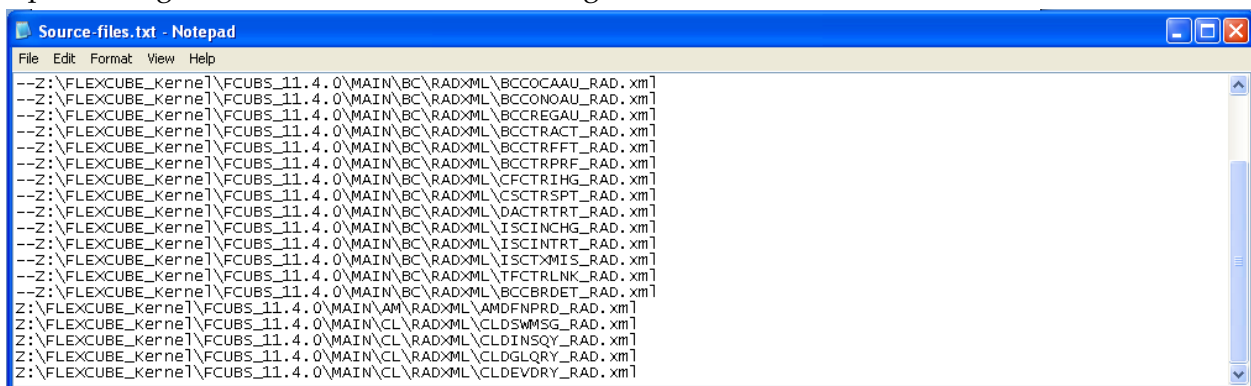 Source-files.txt - Notepad
File Edit Format View Help
--Z:\FLEXCUBE_Kernel\FCUBS_11.4.0\MAIN\BC\RADXML\BCCOCAAU_RAD.xml
--Z:\FLEXCUBE_Kernel\FCUBS_11.4.0\MAIN\BC\RADXML\BCCONOAU_RAD.xml
--Z:\FLEXCUBE_Kernel\FCUBS_11.4.0\MAIN\BC\RADXML\BCCREGAU_RAD.xml
--Z:\FLEXCUBE_Kernel\FCUBS_11.4.0\MAIN\BC\RADXML\BCCTRACT_RAD.xml
--Z:\FLEXCUBE_Kernel\FCUBS_11.4.0\MAIN\BC\RADXML\BCCTRFFT_RAD.xml
--Z:\FLEXCUBE_Kernel\FCUBS_11.4.0\MAIN\BC\RADXML\BCCTRPRF_RAD.xml
--Z:\FLEXCUBE_Kernel\FCUBS_11.4.0\MAIN\BC\RADXML\CFCTRIHG_RAD.xml
--Z:\FLEXCUBE_Kernel\FCUBS_11.4.0\MAIN\BC\RADXML\CSCTRSPT_RAD.xml
--Z:\FLEXCUBE_Kernel\FCUBS_11.4.0\MAIN\BC\RADXML\DACTRTRT_RAD.xml
--Z:\FLEXCUBE_Kernel\FCUBS_11.4.0\MAIN\BC\RADXML\ISCINCHG_RAD.xml
--Z:\FLEXCUBE_Kernel\FCUBS_11.4.0\MAIN\BC\RADXML\ISCINTRT_RAD.xml
--Z:\FLEXCUBE_Kernel\FCUBS_11.4.0\MAIN\BC\RADXML\ISCTXMIS_RAD.xml
--Z:\FLEXCUBE_Kernel\FCUBS_11.4.0\MAIN\BC\RADXML\TFCTRLNK_RAD.xml
--Z:\FLEXCUBE_Kernel\FCUBS_11.4.0\MAIN\BC\RADXML\BCCBRDET_RAD.xml
Z:\FLEXCUBE_Kernel\FCUBS_11.4.0\MAIN\AM\RADXML\AMDFNPRD_RAD.xml
Z:\FLEXCUBE_Kernel\FCUBS_11.4.0\MAIN\CL\RADXML\CLDSWMSG_RAD.xml
Z:\FLEXCUBE_Kernel\FCUBS_11.4.0\MAIN\CL\RADXML\CLDINSQY_RAD.xml
Z:\FLEXCUBE_Kernel\FCUBS_11.4.0\MAIN\CL\RADXML\CLDGLQRY_RAD.xml
Z:\FLEXCUBE_Kernel\FCUBS_11.4.0\MAIN\CL\RADXML\CLDEVDRY_RAD.xml